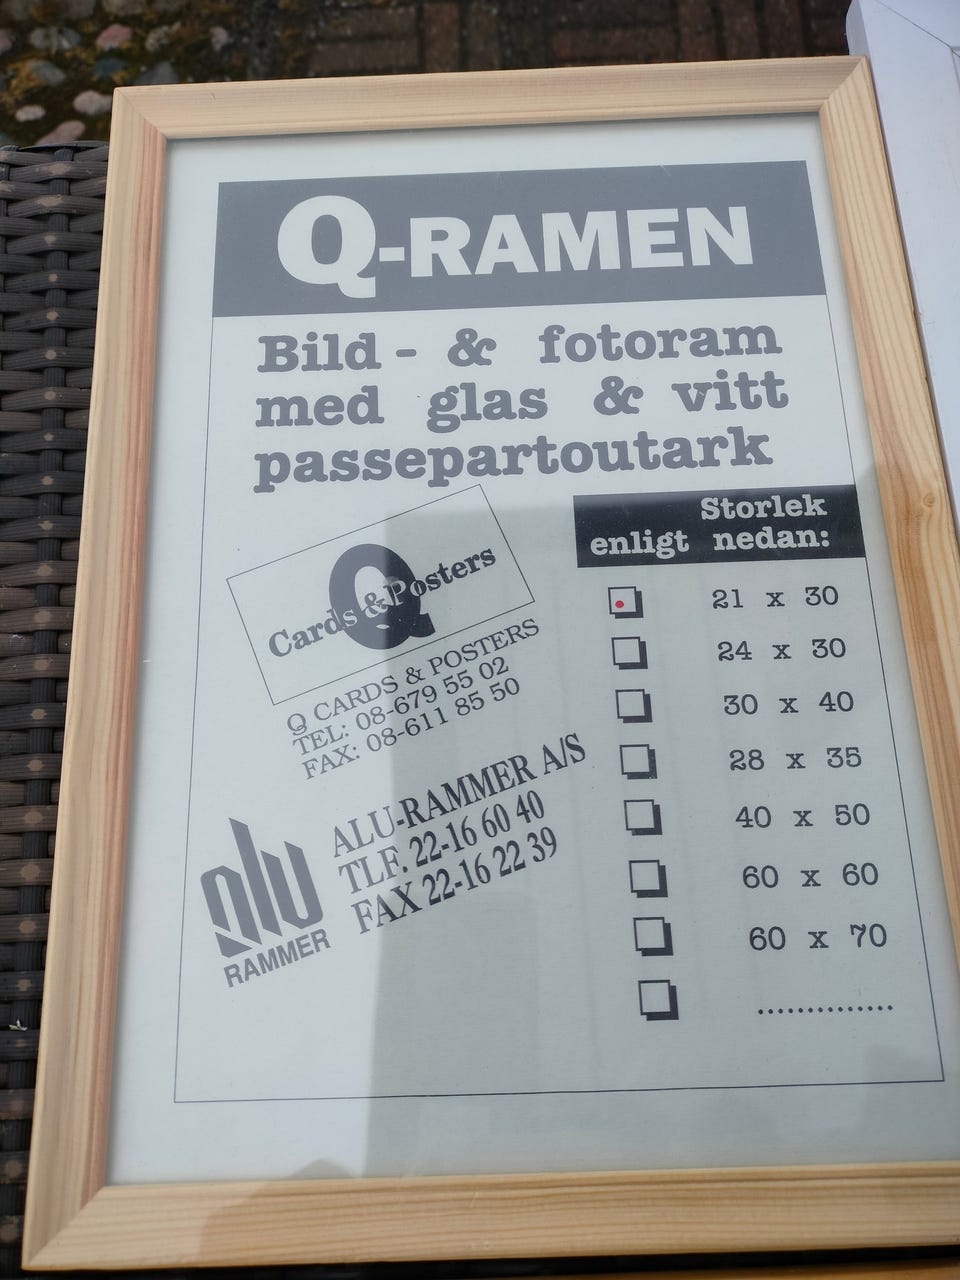 Q-RAMEN
Bild - & fotoram
med glas & vitt
passepartoutark
Q
Cards & Posters
Q CARDS & POSTERS
TEL: 08-679 55 02
FAX: 08-611 85 50
alu
RAMMER
ALU-RAMMER A/S
TLF. 22-16 60 40
FAX 22-16 22 39
Storlek
enligt nedan:
21 x 30
24 x 30
30 x 40
28 x 35
40 x 50
60 x 60
60 x 70
..............